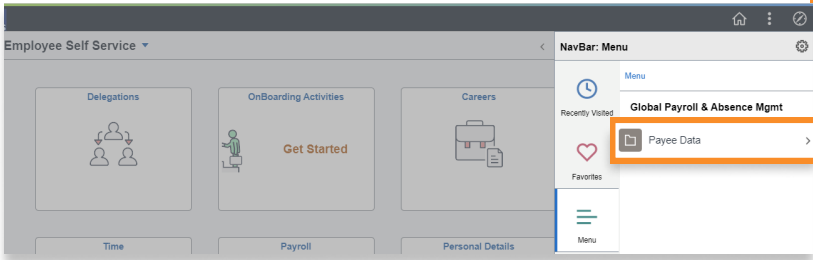 Employee Self Service
NavBar: Menu
Delegations
OnBoarding Activities
Careers
Get Started
Time
Payroll
Personal Details
Recently Visited
Favorites
Menu
Menu
Global Payroll & Absence Mgmt
Payee Data